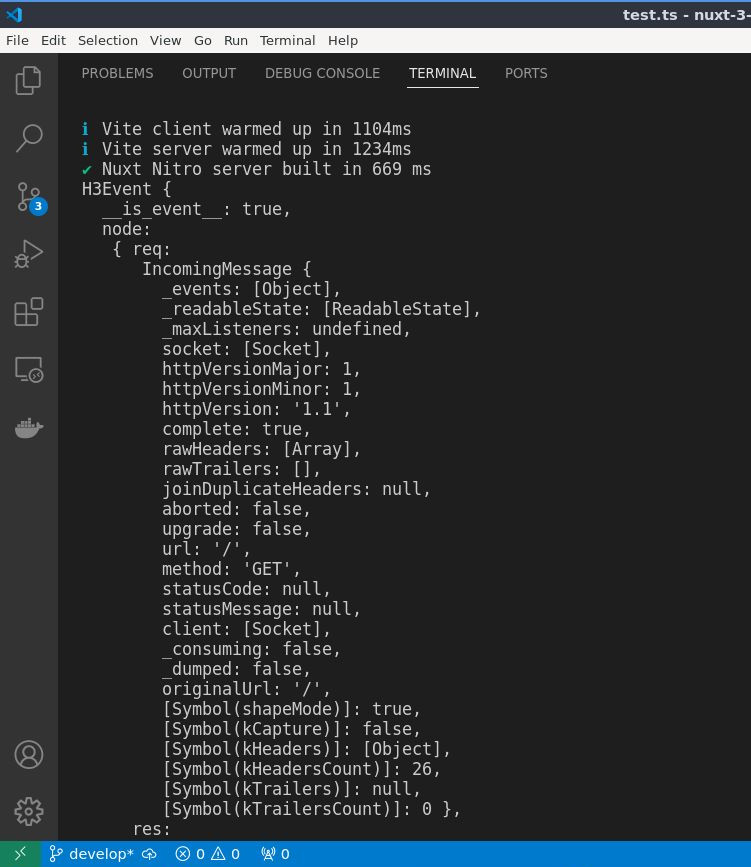 test.ts - nuxt-3-
File Edit Selection View Go Run Terminal Help
PROBLEMS OUTPUT DEBUG CONSOLE TERMINAL PORTS
ℹ Vite client warmed up in 1104ms
ℹ Vite server warmed up in 1234ms
✔ Nuxt Nitro server built in 669 ms
H3Event {
  __is_event__: true,
  node:
   { req:
      IncomingMessage {
        _events: [Object],
        _readableState: [ReadableState],
        _maxListeners: undefined,
        socket: [Socket],
        httpVersionMajor: 1,
        httpVersionMinor: 1,
        httpVersion: '1.1',
        complete: true,
        rawHeaders: [Array],
        rawTrailers: [],
        joinDuplicateHeaders: null,
        aborted: false,
        upgrade: false,
        url: '/',
        method: 'GET',
        statusCode: null,
        statusMessage: null,
        client: [Socket],
        _consuming: false,
        _dumped: false,
        originalUrl: '/',
        [Symbol(shapeMode)]: true,
        [Symbol(kCapture)]: false,
        [Symbol(kHeaders)]: [Object],
        [Symbol(kHeadersCount)]: 26,
        [Symbol(kTrailers)]: null,
        [Symbol(kTrailersCount)]: 0 },
     res:
3
develop* 0 0 0